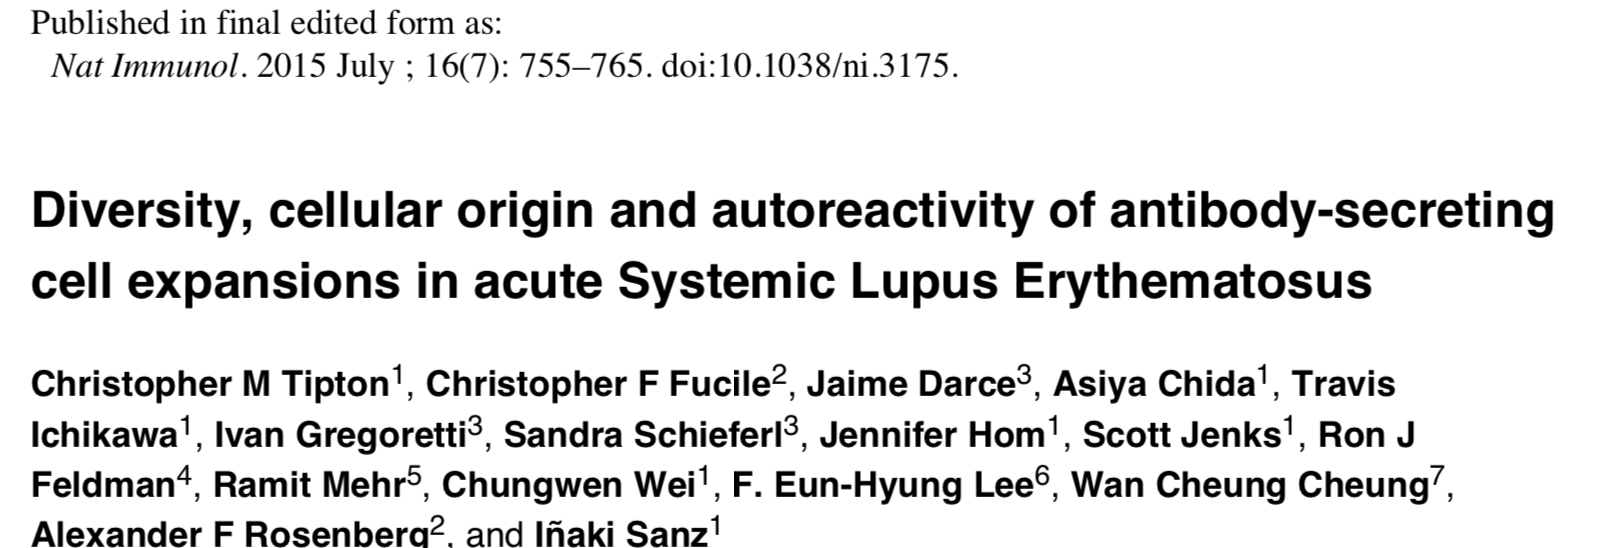 Published in final edited form as:
Nat Immunol. 2015 July ; 16(7): 755–765. doi:10.1038/ni.3175.
Diversity, cellular origin and autoreactivity of antibody-secreting
cell expansions in acute Systemic Lupus Erythematosus
Christopher M Tipton1, Christopher F Fucile2, Jaime Darce3, Asiya Chida1, Travis
Ichikawa1, Ivan Gregoretti3, Sandra Schieferl3, Jennifer Hom1, Scott Jenks1, Ron J
Feldman4, Ramit Mehr5, Chungwen Wei1, F. Eun-Hyung Lee6, Wan Cheung Cheung7,
Alexander F Rosenberg2, and Iñaki Sanz1